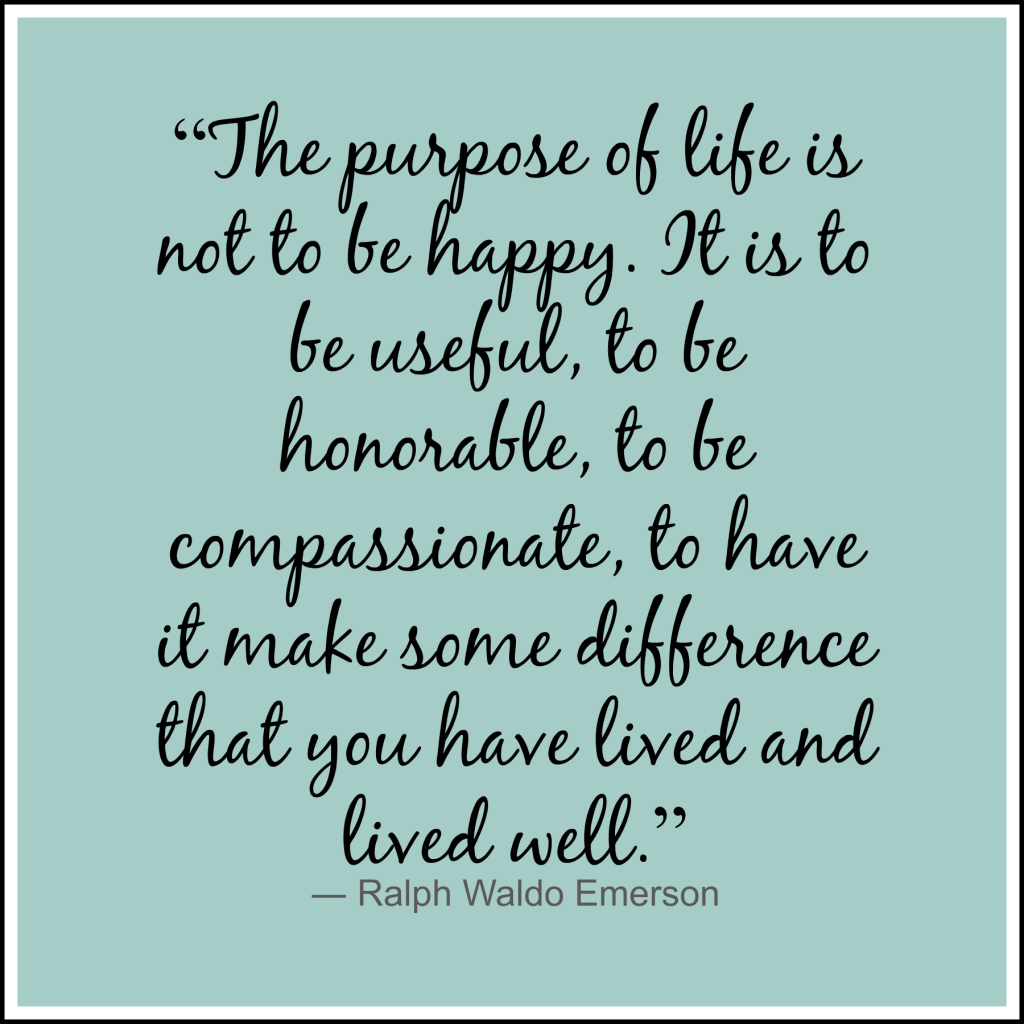 “The purpose of life is
not to be happy. It is to
be useful, to be
honorable, to be
compassionate, to have
it make some difference
that you have lived and
lived well.”
— Ralph Waldo Emerson